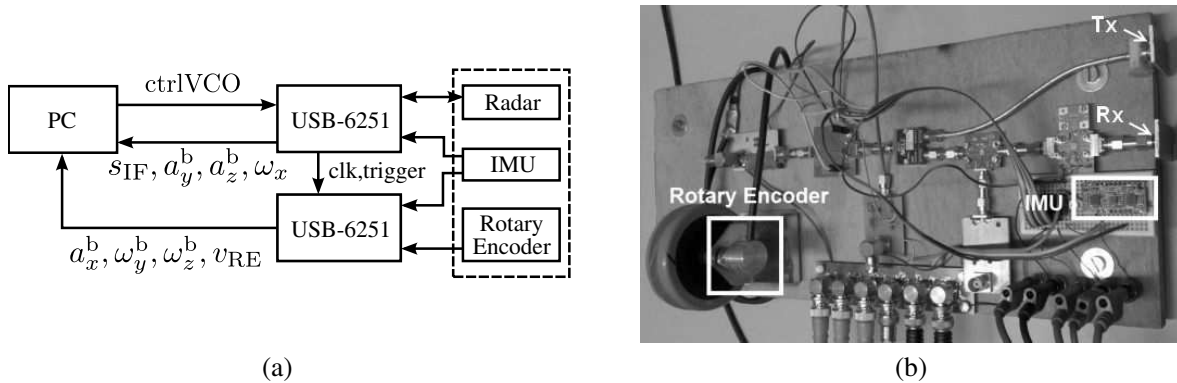 ctrlVCO
PC
USB-6251
Radar
IMU
s_IF, a_y^b, a_z^b, ω_x
clk,trigger
USB-6251
Rotary
Encoder
a_x^b, ω_y^b, ω_z^b, v_RE
(a)
Tx
Rx
Rotary Encoder
IMU
(b)